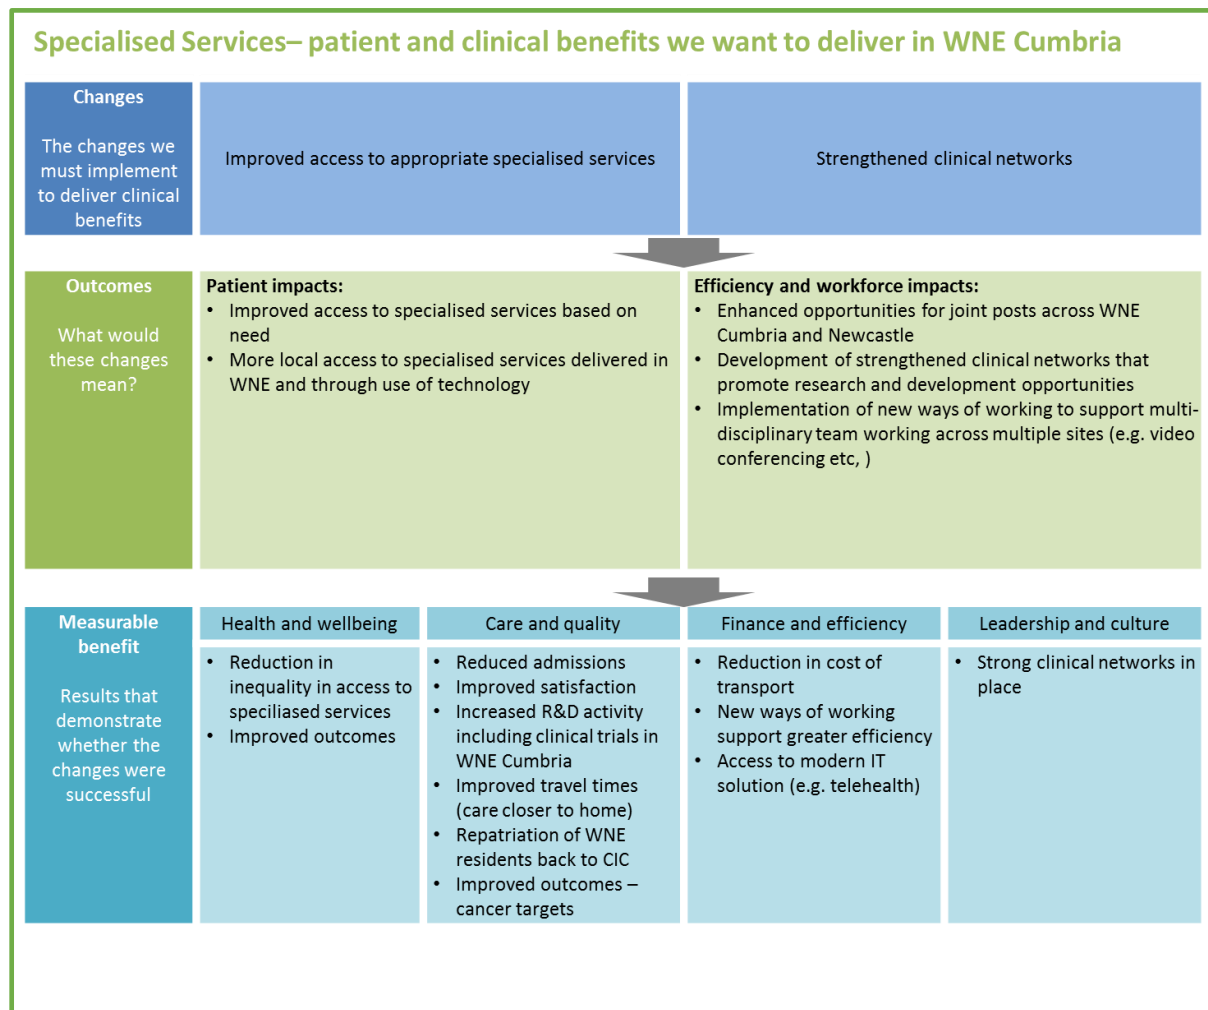 Specialised Services– patient and clinical benefits we want to deliver in WNE Cumbria
Changes
The changes we
must implement
to deliver clinical
benefits
Improved access to appropriate specialised services
Strengthened clinical networks
Outcomes
What would
these changes
mean?
Patient impacts:
• Improved access to specialised services based on
need
• More local access to specialised services delivered in
WNE and through use of technology
Efficiency and workforce impacts:
• Enhanced opportunities for joint posts across WNE
Cumbria and Newcastle
• Development of strengthened clinical networks that
promote research and development opportunities
• Implementation of new ways of working to support multi-
disciplinary team working across multiple sites (e.g. video
conferencing etc, )
Measurable
benefit
Results that
demonstrate
whether the
changes were
successful
Health and wellbeing
• Reduction in
inequality in access to
speciliased services
• Improved outcomes
Care and quality
• Reduced admissions
• Improved satisfaction
• Increased R&D activity
including clinical trials in
WNE Cumbria
• Improved travel times
(care closer to home)
• Repatriation of WNE
residents back to CIC
• Improved outcomes –
cancer targets
Finance and efficiency
• Reduction in cost of
transport
• New ways of working
support greater efficiency
• Access to modern IT
solution (e.g. telehealth)
Leadership and culture
• Strong clinical networks in
place